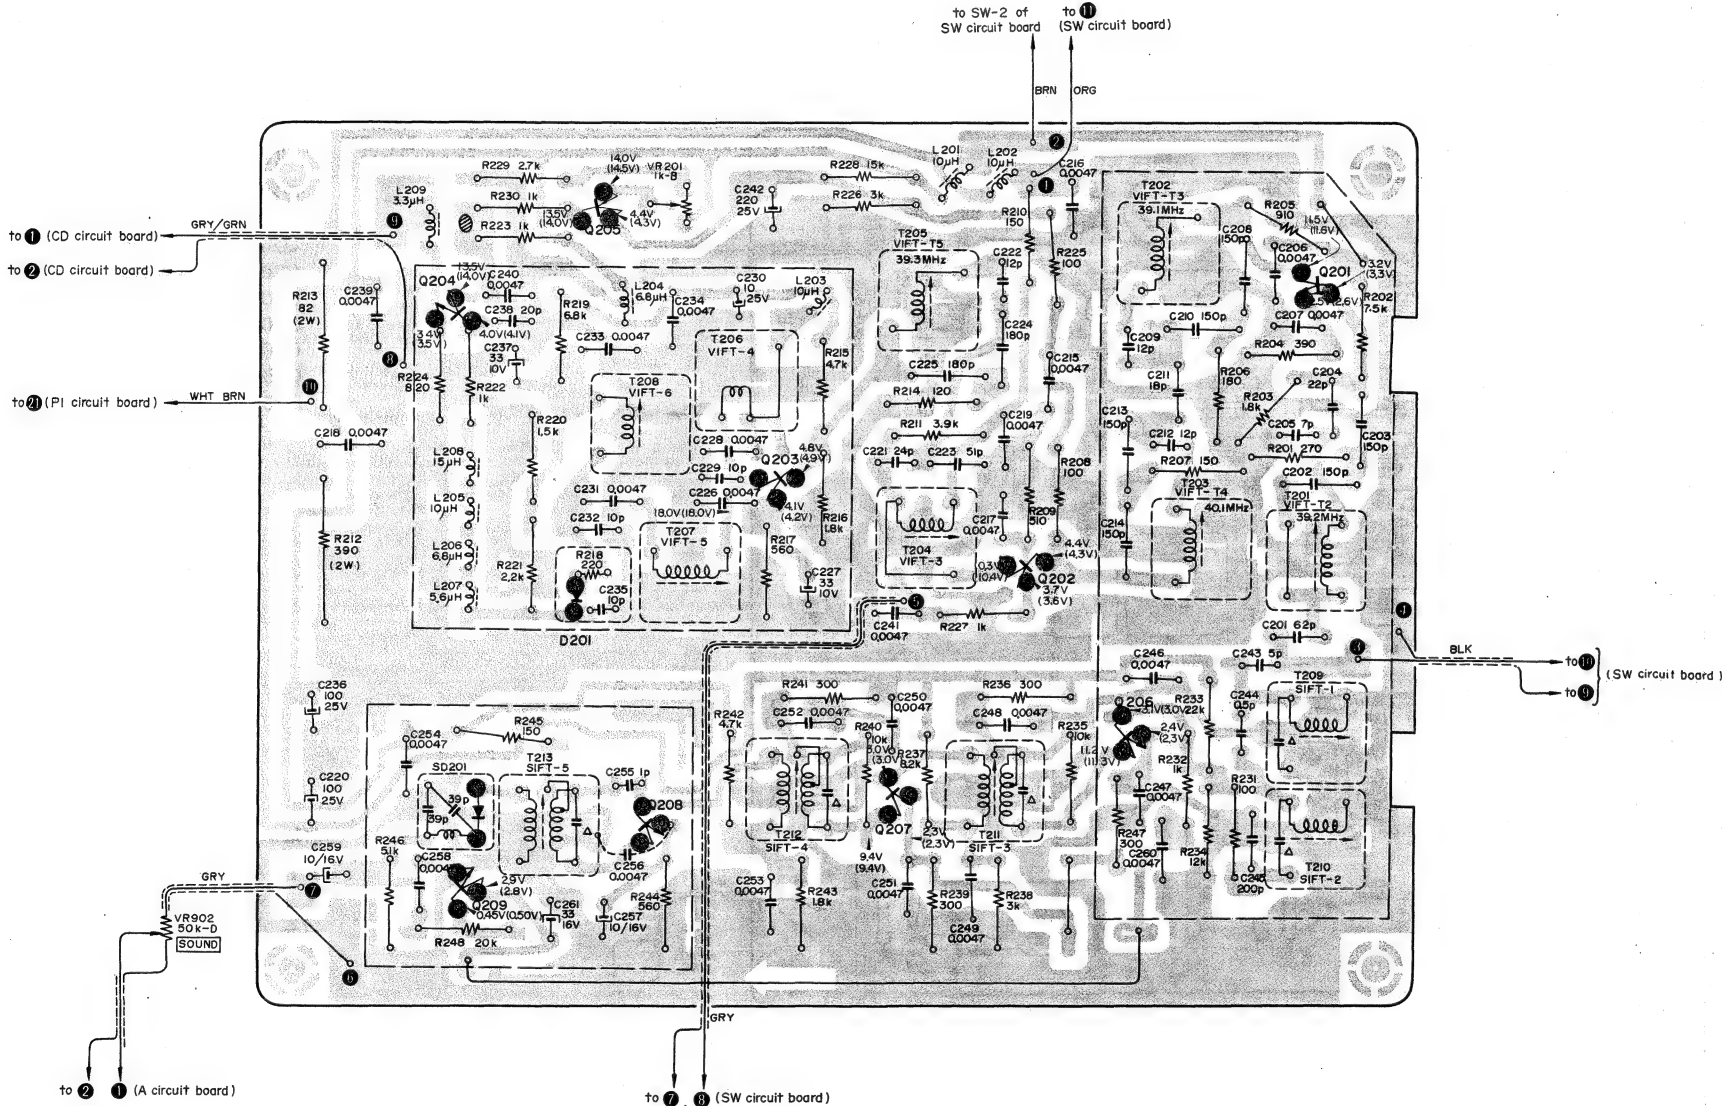 to SW-2 of
SW circuit board
to 11
(SW circuit board)
BRN
ORG
2
1
L201
10µH
L202
10µH
C216
0.0047
R229 2.7k
R230 1k
R223 1k
14.0V
(14.5V)
VR201
1k-B
13.5V
(14.0V)
4.4V
(4.3V)
Q205
C242
220
25V
R228 15k
R226 3k
L209
3.3µH
9
GRY/GRN
to 1 (CD circuit board)
to 2 (CD circuit board)
R210
150
R225
100
T202
VIFT-T3
39.1MHz
C208
150p
R205
910
11.5V
(11.6V)
C206
0.0047
Q201
3.2V
(3.3V)
R202
7.5k
T205
VIFT-T5
39.3MHz
C222
12p
C224
180p
C210 150p
C207 0.0047
C209
12p
R204 390
R213
82
(2W)
C239
0.0047
Q204
13.5V
(14.0V)
C240
0.0047
C238 20p
4.0V(4.1V)
3.4V
3.5V)
C237
33
10V
R219
6.8k
L204
6.8µH
C234
0.0047
C230
10
25V
L203
10µH
C233 0.0047
T206
VIFT-4
R215
4.7k
C225 180p
C215
0.0047
C211
18p
R206
180
C204
22p
R203
1.8k
8
10
to 21 (PI circuit board)
WHT BRN
R224
820
R222
1k
T208
VIFT-6
R214 120
R211 3.9k
C219
0.0047
C213
150p
C212 12p
C205 7p
C203
150p
R220
1.5k
C218 0.0047
C228 0.0047
Q203
4.8V
(4.9V)
C229 10p
C221 24p
C223 51p
R208
100
R207 150
R201 270
C202 150p
L208
15µH
C231 0.0047
C226 0.0047
18.0V(18.0V)
4.1V
(4.2V)
R216
1.8k
T203
VIFT-T4
40.1MHz
T201
VIFT-T2
39.2MHz
L205
10µH
C232 10p
T207
VIFT-5
R217
560
C217
0.0047
R209
510
C214
150p
R212
390
(2W)
L206
6.8µH
R221
2.2k
R218
220
C235
10p
T204
VIFT-3
4.4V
(4.3V)
Q202
3.7V
(3.6V)
L207
5.6µH
D201
C227
33
10V
5
C241
0.0047
R227 1k
C201 62p
4
3
BLK
to 10
to 9
(SW circuit board)
C246
0.0047
C243 5p
C236
100
25V
R241 300
C252 0.0047
C250
0.0047
R236 300
C248 0.0047
Q206
3.1V(3.0V)
R233
22k
C244
0.5p
T209
SIFT-1
R242
4.7k
R240
10k
3.0V
(3.0V)
R237
8.2k
R235
10k
2.4V
(2.3V)
11.2V
(11.3V)
R232
1k
C254
0.0047
R245
150
SD201
39p
39p
T213
SIFT-5
C255 1p
Q208
C220
100
25V
C247
0.0047
R231
100
T212
SIFT-4
Q207
2.3V
(2.3V)
T211
SIFT-3
9.4V
(9.4V)
R247
300
C260
0.0047
R234
12k
C245
200p
T210
SIFT-2
R246
5.1k
C259
10/16V
7
GRY
VR902
50k-D
SOUND
C258
0.0047
2.9V
(2.8V)
Q209
0.45V(0.50V)
C261
33
16V
C257
10/16V
C256
0.0047
R244
560
C253
0.0047
R243
1.8k
C251
0.0047
R239
300
C249
0.0047
R238
3k
R248 20k
6
GRY
to 2 1 (A circuit board)
to 7, 8 (SW circuit board)